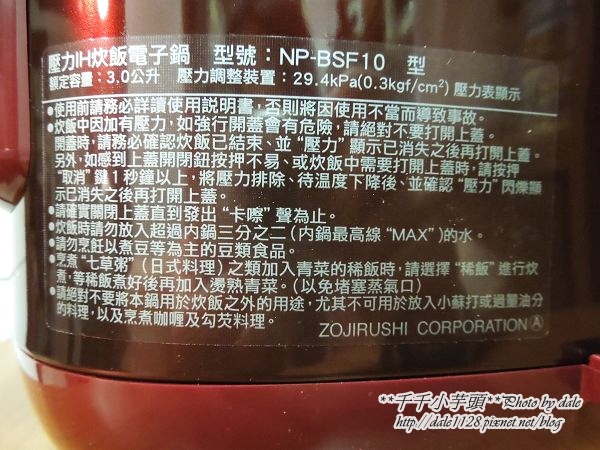 壓力IH炊飯電子鍋 型號：NP-BSF10 型
額定容量：3.0公升 壓力調整裝置：29.4kPa(0.3kgf/cm²) 壓力表顯示
•使用前請務必詳讀使用說明書，否則將因使用不當而導致事故。
•炊飯中因加有壓力，如強行開蓋會有危險，請絕對不要打開上蓋。
開蓋時，請務必確認炊飯已結束、並“壓力”顯示已消失之後再打開上蓋。
另外，如感到上蓋開閉鈕按押不易、或炊飯中需要打開上蓋時，請按押
“取消”鍵1秒鐘以上，將壓力排除、待溫度下降後、並確認“壓力”閃爍顯
示已消失之後再打開上蓋。
•請確實關閉上蓋直到發出“卡嚓”聲為止。
•炊飯時請勿放入超過內鍋三分之二(內鍋最高線“MAX”)的水。
•請勿烹飪以煮豆等為主的豆類食品。
•烹煮“七草粥”(日式料理)之類加入青菜的稀飯時，請選擇“稀飯”進行炊
煮，等稀飯煮好後再加入燙熟青菜。(以免堵塞蒸氣口)
•請絕對不要將本鍋用於炊飯之外的用途，尤其不可用於放入小蘇打或過量油分
的料理，以及烹煮咖喱及勾芡料理。
ZOJIRUSHI CORPORATION Ⓐ
**千千小芋頭**Photo by dale
http://dale1128.pixnet.net/blog